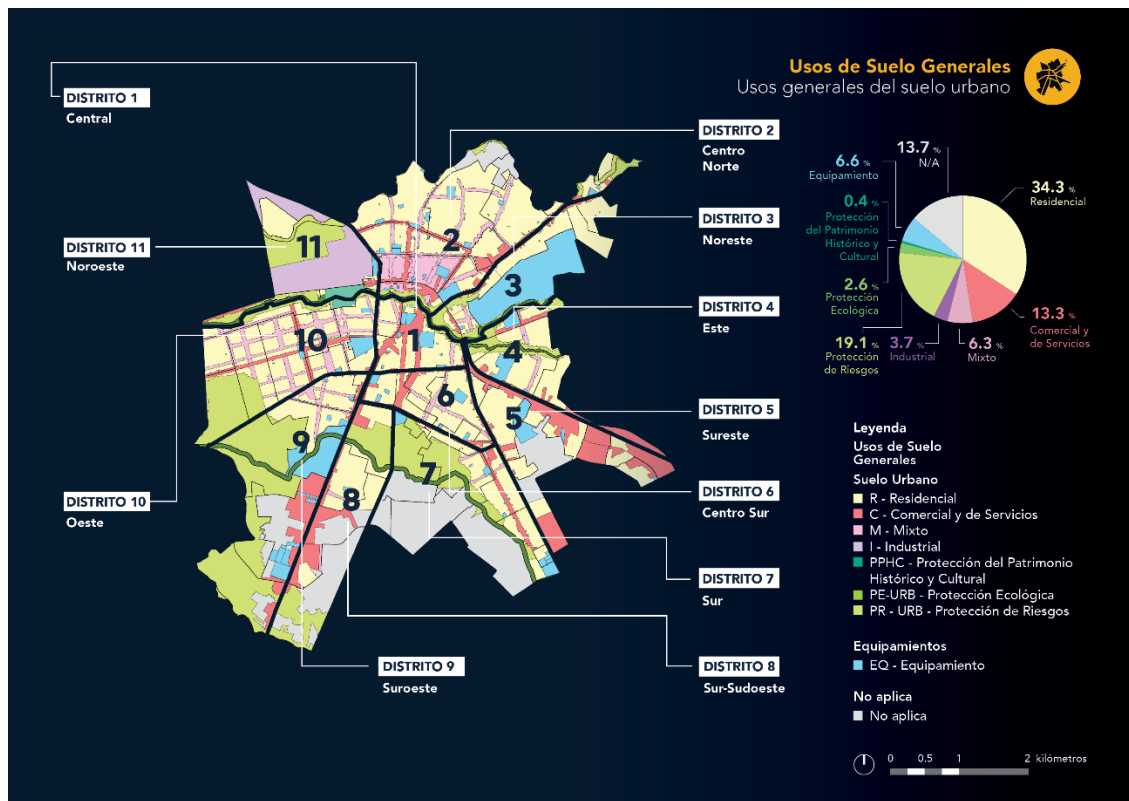 Usos de Suelo Generales
Usos generales del suelo urbano
DISTRITO 1
Central
DISTRITO 2
Centro
Norte
DISTRITO 3
Noreste
DISTRITO 4
Este
DISTRITO 5
Sureste
DISTRITO 6
Centro Sur
DISTRITO 7
Sur
DISTRITO 8
Sur-Sudoeste
DISTRITO 9
Suroeste
DISTRITO 10
Oeste
DISTRITO 11
Noroeste
11
2
3
10
1
4
6
5
9
7
8
13.7 %
N/A
6.6 %
Equipamiento
0.4 %
Protección
del Patrimonio
Histórico y
Cultural
2.6 %
Protección
Ecológica
19.1 %
Protección
de Riesgos
3.7 %
Industrial
6.3 %
Mixto
13.3 %
Comercial y
de Servicios
34.3 %
Residencial
Leyenda
Usos de Suelo
Generales
Suelo Urbano
R - Residencial
C - Comercial y de Servicios
M - Mixto
I - Industrial
PPHC - Protección del Patrimonio
Histórico y Cultural
PE-URB - Protección Ecológica
PR - URB - Protección de Riesgos
Equipamientos
EQ - Equipamiento
No aplica
No aplica
0 0.5 1 2 kilómetros